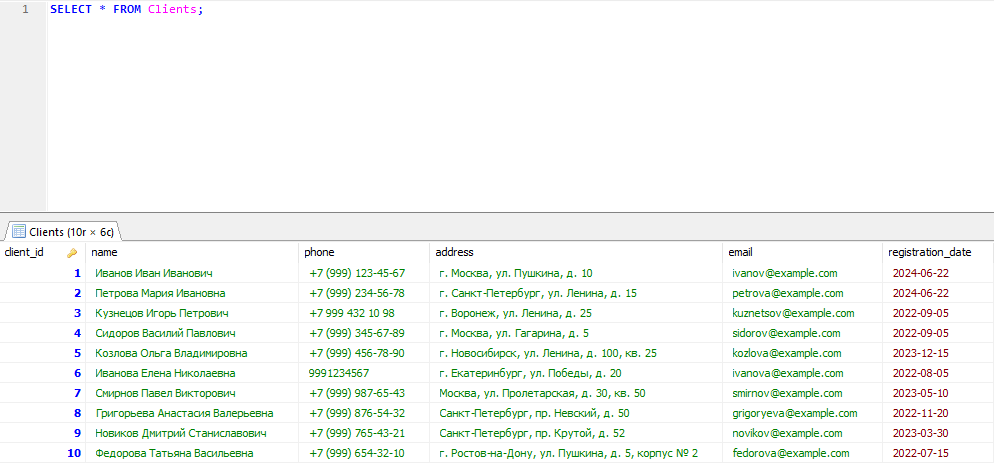 1 SELECT * FROM Clients;
Clients (10r × 6c)
client_id name phone address email registration_date
1 Иванов Иван Иванович +7 (999) 123-45-67 г. Москва, ул. Пушкина, д. 10 ivanov@example.com 2024-06-22
2 Петрова Мария Ивановна +7 (999) 234-56-78 г. Санкт-Петербург, ул. Ленина, д. 15 petrova@example.com 2024-06-22
3 Кузнецов Игорь Петрович +7 999 432 10 98 г. Воронеж, ул. Ленина, д. 25 kuznetsov@example.com 2022-09-05
4 Сидоров Василий Павлович +7 (999) 345-67-89 г. Москва, ул. Гагарина, д. 5 sidorov@example.com 2022-09-05
5 Козлова Ольга Владимировна +7 (999) 456-78-90 г. Новосибирск, ул. Ленина, д. 100, кв. 25 kozlova@example.com 2023-12-15
6 Иванова Елена Николаевна 9991234567 г. Екатеринбург, ул. Победы, д. 20 ivanova@example.com 2022-08-05
7 Смирнов Павел Викторович +7 (999) 987-65-43 Москва, ул. Пролетарская, д. 30, кв. 50 smirnov@example.com 2023-05-10
8 Григорьева Анастасия Валерьевна +7 (999) 876-54-32 Санкт-Петербург, пр. Невский, д. 50 grigoryeva@example.com 2022-11-20
9 Новиков Дмитрий Станиславович +7 (999) 765-43-21 Санкт-Петербург, пр. Крутой, д. 52 novikov@example.com 2023-03-30
10 Федорова Татьяна Васильевна +7 (999) 654-32-10 г. Ростов-на-Дону, ул. Пушкина, д. 5, корпус № 2 fedorova@example.com 2022-07-15